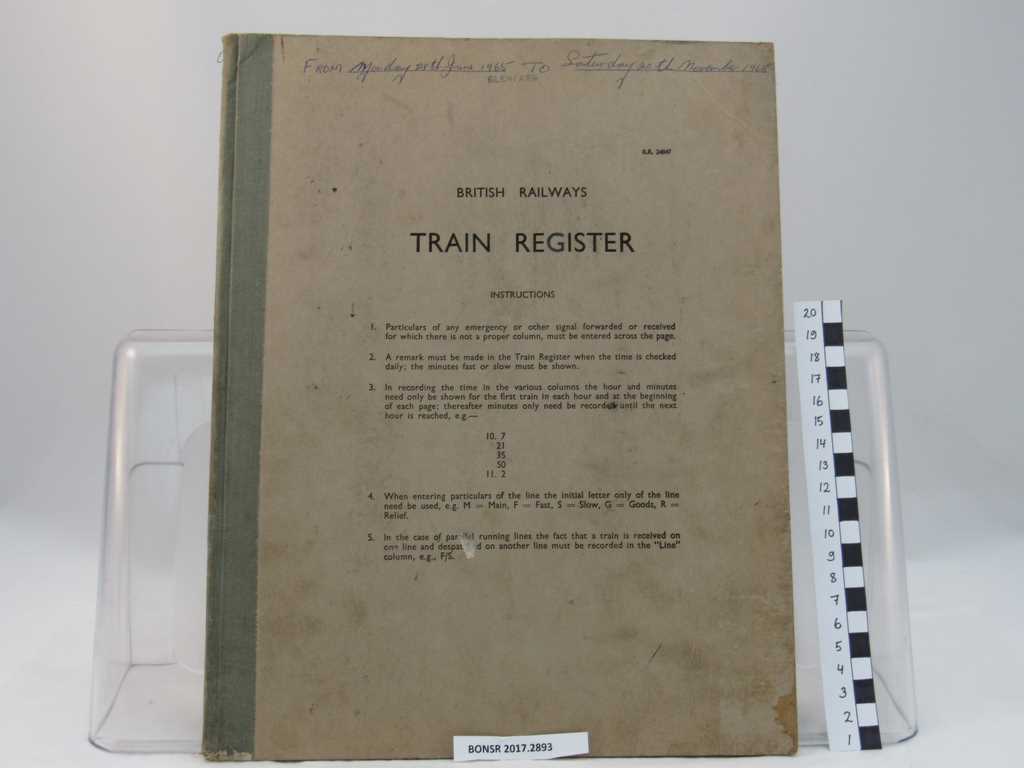 FROM Monday 28th June 1965 TO Saturday 20th November 1965
B.R. 24847
BRITISH RAILWAYS
TRAIN REGISTER
INSTRUCTIONS
1. Particulars of any emergency or other signal forwarded or received
for which there is not a proper column, must be entered across the page.
2. A remark must be made in the Train Register when the time is checked
daily; the minutes fast or slow must be shown.
3. In recording the time in the various columns the hour and minutes
need only be shown for the first train in each hour and at the beginning
of each page; thereafter minutes only need be recorded until the next
hour is reached, e.g.—
10. 7
21
35
50
11. 2
4. When entering particulars of the line the initial letter only of the line
need be used, e.g. M = Main, F = Fast, S = Slow, G = Goods, R =
Relief.
5. In the case of parallel running lines the fact that a train is received on
one line and despatched on another line must be recorded in the "Line"
column, e.g., F/S.
BONSR 2017.2893
20
19
18
17
16
15
14
13
12
11
10
9
8
7
6
5
4
3
2
1